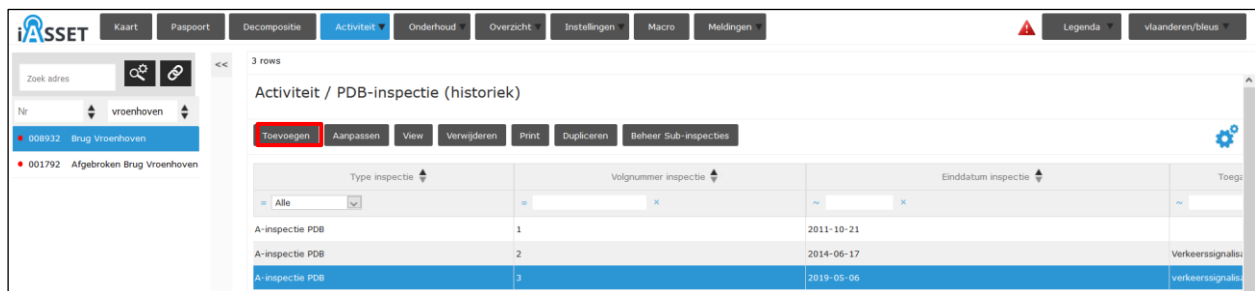 iASSET Kaart Paspoort Decompositie Activiteit Onderhoud Overzicht Instellingen Macro Meldingen Legenda vlaanderen/bleus
Zoek adres
<<
3 rows
Activiteit / PDB-inspectie (historiek)
Nr vroenhoven
008932 Brug Vroenhoven
001792 Afgebroken Brug Vroenhoven
Toevoegen Aanpassen View Verwijderen Print Dupliceren Beheer Sub-inspecties
Type inspectie Volgnummer inspectie Einddatum inspectie Toega
= Alle = × ~ × ~
A-inspectie PDB 1 2011-10-21
A-inspectie PDB 2 2014-06-17 Verkeerssignalisa
A-inspectie PDB 3 2019-05-06 verkeerssignalisa